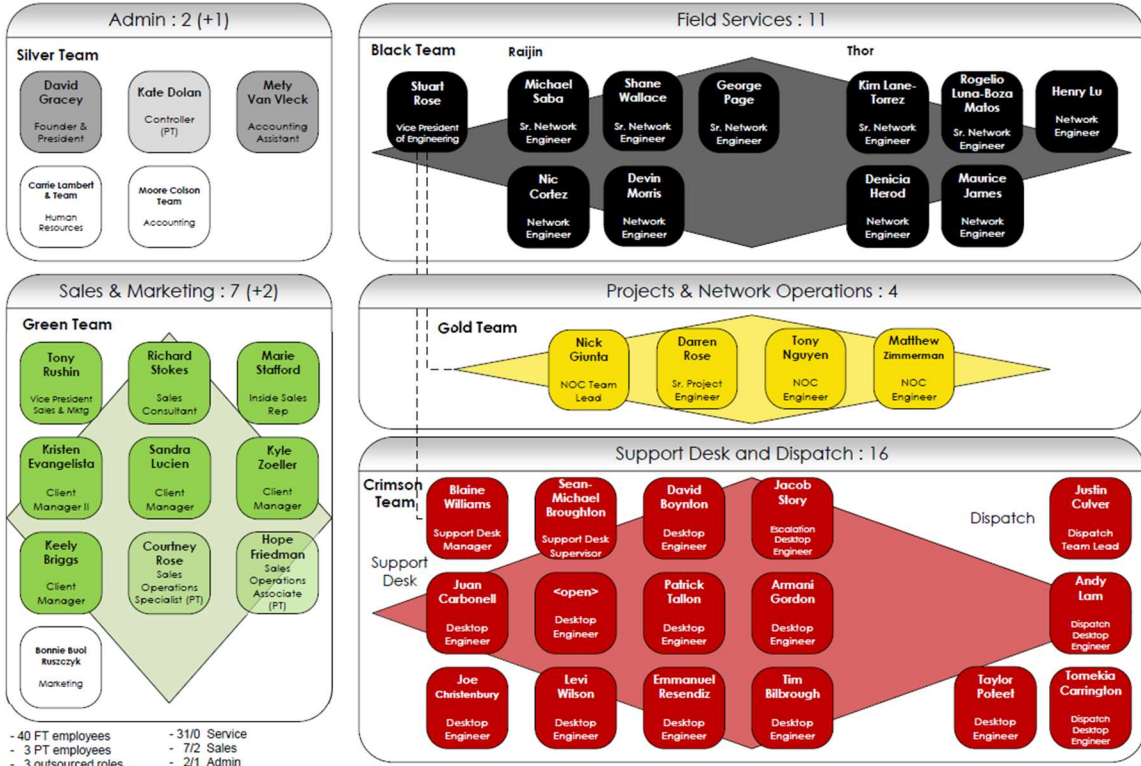 Admin : 2 (+1)
Silver Team
David
Gracey
Founder &
President
Kate Dolan
Controller
(PT)
Mety
Van Vleck
Accounting
Assistant
Carrie Lambert
& Team
Human
Resources
Moore Colson
Team
Accounting
Field Services : 11
Black Team
Raijin
Thor
Stuart
Rose
Vice President
of Engineering
Michael
Saba
Sr. Network
Engineer
Shane
Wallace
Sr. Network
Engineer
George
Page
Sr. Network
Engineer
Kim Lane-
Torrez
Sr. Network
Engineer
Rogelio
Luna-Boza
Matos
Sr. Network
Engineer
Henry Lu
Network
Engineer
Nic
Cortez
Network
Engineer
Devin
Morris
Network
Engineer
Denicia
Herod
Network
Engineer
Maurice
James
Network
Engineer
Sales & Marketing : 7 (+2)
Green Team
Tony
Rushin
Vice President
Sales & Mktg
Richard
Stokes
Sales
Consultant
Marie
Stafford
Inside Sales
Rep
Kristen
Evangelista
Client
Manager II
Sandra
Lucien
Client
Manager
Kyle
Zoeller
Client
Manager
Keely
Briggs
Client
Manager
Courtney
Rose
Sales
Operations
Specialist (PT)
Hope
Friedman
Sales
Operations
Associate
(PT)
Bonnie Buol
Ruszczyk
Marketing
Projects & Network Operations : 4
Gold Team
Nick
Giunta
NOC Team
Lead
Darren
Rose
Sr. Project
Engineer
Tony
Nguyen
NOC
Engineer
Matthew
Zimmerman
NOC
Engineer
Support Desk and Dispatch : 16
Crimson
Team
Support
Desk
Dispatch
Blaine
Williams
Support Desk
Manager
Sean-
Michael
Broughton
Support Desk
Supervisor
David
Boynton
Desktop
Engineer
Jacob
Story
Escalation
Desktop
Engineer
Justin
Culver
Dispatch
Team Lead
Juan
Carbonell
Desktop
Engineer
<open>
Desktop
Engineer
Patrick
Tallon
Desktop
Engineer
Armani
Gordon
Desktop
Engineer
Andy
Lam
Dispatch
Desktop
Engineer
Joe
Christenbury
Desktop
Engineer
Levi
Wilson
Desktop
Engineer
Emmanuel
Resendiz
Desktop
Engineer
Tim
Bilbrough
Desktop
Engineer
Taylor
Poteet
Desktop
Engineer
Tomekia
Carrington
Dispatch
Desktop
Engineer
- 40 FT employees
- 3 PT employees
- 3 outsourced roles
- 31/0 Service
- 7/2 Sales
- 2/1 Admin